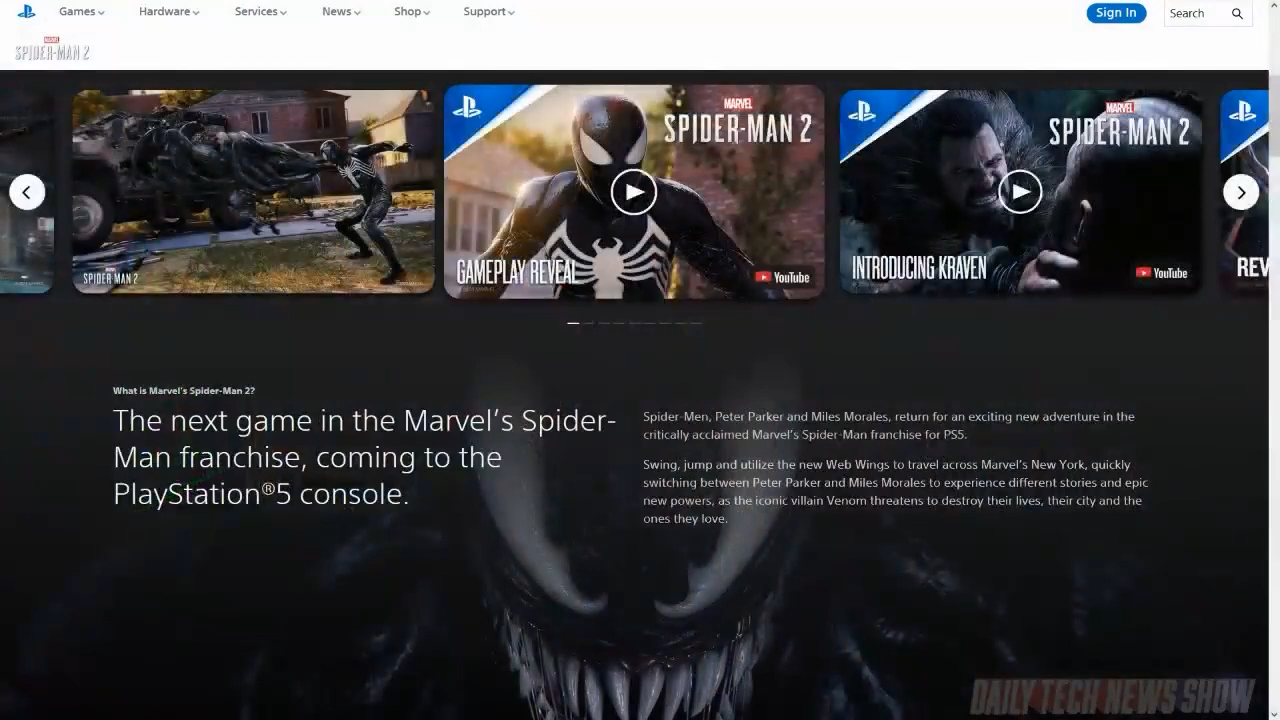 Games
Hardware
Services
News
Shop
Support
Sign In
Search
MARVEL
SPIDER-MAN 2
SPIDER-MAN 2
MARVEL
SPIDER-MAN 2
GAMEPLAY REVEAL
YouTube
MARVEL
SPIDER-MAN 2
INTRODUCING KRAVEN
YouTube
REV
What is Marvel's Spider-Man 2?
The next game in the Marvel's Spider-
Man franchise, coming to the
PlayStation®5 console.
Spider-Men, Peter Parker and Miles Morales, return for an exciting new adventure in the
critically acclaimed Marvel's Spider-Man franchise for PS5.
Swing, jump and utilize the new Web Wings to travel across Marvel's New York, quickly
switching between Peter Parker and Miles Morales to experience different stories and epic
new powers, as the iconic villain Venom threatens to destroy their lives, their city and the
ones they love.
DAILY TECH NEWS SHOW